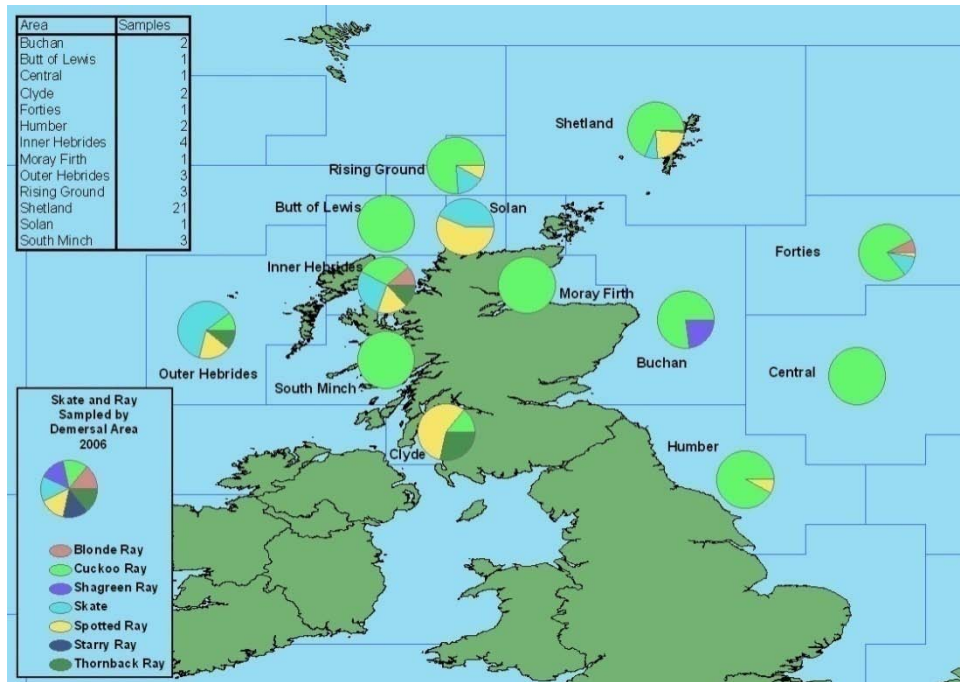 Area Samples
Buchan 2
Butt of Lewis 1
Central 1
Clyde 2
Forties 1
Humber 2
Inner Hebrides 4
Moray Firth 1
Outer Hebrides 3
Rising Ground 3
Shetland 21
Solan 1
South Minch 3
Shetland
Rising Ground
Butt of Lewis
Solan
Forties
Inner Hebrides
Moray Firth
Buchan
Outer Hebrides
South Minch
Central
Clyde
Humber
Skate and Ray
Sampled by
Demersal Area
2006
Blonde Ray
Cuckoo Ray
Shagreen Ray
Skate
Spotted Ray
Starry Ray
Thornback Ray